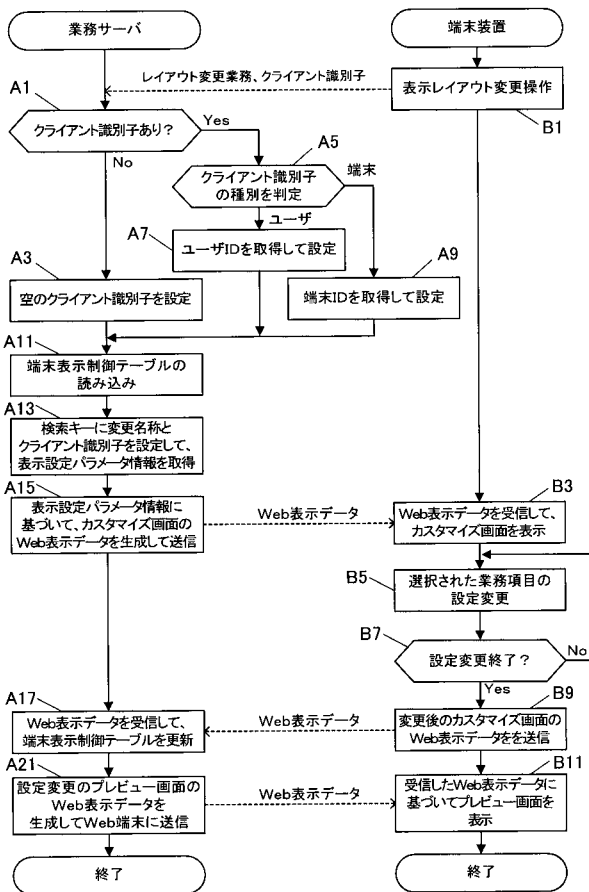 業務サーバ
端末装置
レイアウト変更業務、クライアント識別子
表示レイアウト変更操作
B1
A1
クライアント識別子あり?
Yes
No
A5
クライアント識別子
の種別を判定
端末
ユーザ
A7
ユーザIDを取得して設定
A9
端末IDを取得して設定
A3
空のクライアント識別子を設定
A11
端末表示制御テーブルの
読み込み
A13
検索キーに変更名称と
クライアント識別子を設定して、
表示設定パラメータ情報を取得
A15
表示設定パラメータ情報に
基づいて、カスタマイズ画面の
Web表示データを生成して送信
Web表示データ
B3
Web表示データを受信して、
カスタマイズ画面を表示
B5
選択された業務項目の
設定変更
B7
設定変更終了?
No
Yes
B9
変更後のカスタマイズ画面の
Web表示データをを送信
Web表示データ
A17
Web表示データを受信して、
端末表示制御テーブルを更新
A21
設定変更のプレビュー画面の
Web表示データを
生成してWeb端末に送信
Web表示データ
B11
受信したWeb表示データに
基づいてプレビュー画面を
表示
終了
終了